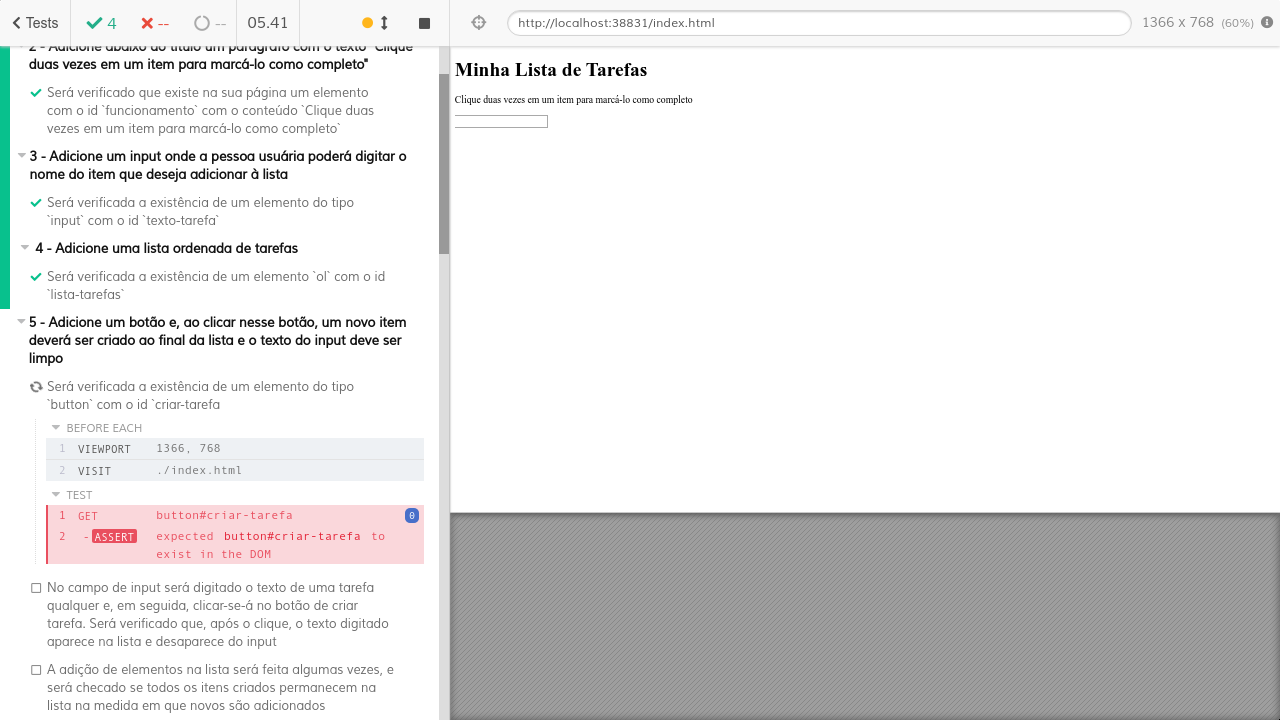 Tests
4
--
--
05.41
http://localhost:38831/index.html
1366 x 768 (60%)
2 - Adicione abaixo do título um parágrafo com o texto "Clique
duas vezes em um item para marcá-lo como completo"
Será verificado que existe na sua página um elemento
com o id `funcionamento` com o conteúdo `Clique duas
vezes em um item para marcá-lo como completo`
3 - Adicione um input onde a pessoa usuária poderá digitar o
nome do item que deseja adicionar à lista
Será verificada a existência de um elemento do tipo
`input` com o id `texto-tarefa`
4 - Adicione uma lista ordenada de tarefas
Será verificada a existência de um elemento `ol` com o id
`lista-tarefas`
5 - Adicione um botão e, ao clicar nesse botão, um novo item
deverá ser criado ao final da lista e o texto do input deve ser
limpo
Será verificada a existência de um elemento do tipo
`button` com o id `criar-tarefa
BEFORE EACH
1 VIEWPORT 1366, 768
2 VISIT ./index.html
TEST
1 GET button#criar-tarefa 0
2 -ASSERT expected button#criar-tarefa to
exist in the DOM
No campo de input será digitado o texto de uma tarefa
qualquer e, em seguida, clicar-se-á no botão de criar
tarefa. Será verificado que, após o clique, o texto digitado
aparece na lista e desaparece do input
A adição de elementos na lista será feita algumas vezes, e
será checado se todos os itens criados permanecem na
lista na medida em que novos são adicionados
Minha Lista de Tarefas
Clique duas vezes em um item para marcá-lo como completo